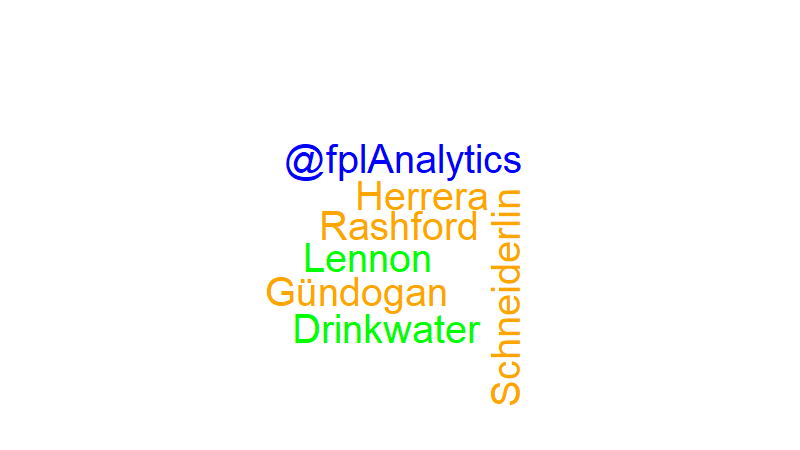 @fplAnalytics
Herrera
Rashford
Lennon
Gündogan
Drinkwater
Schneiderlin